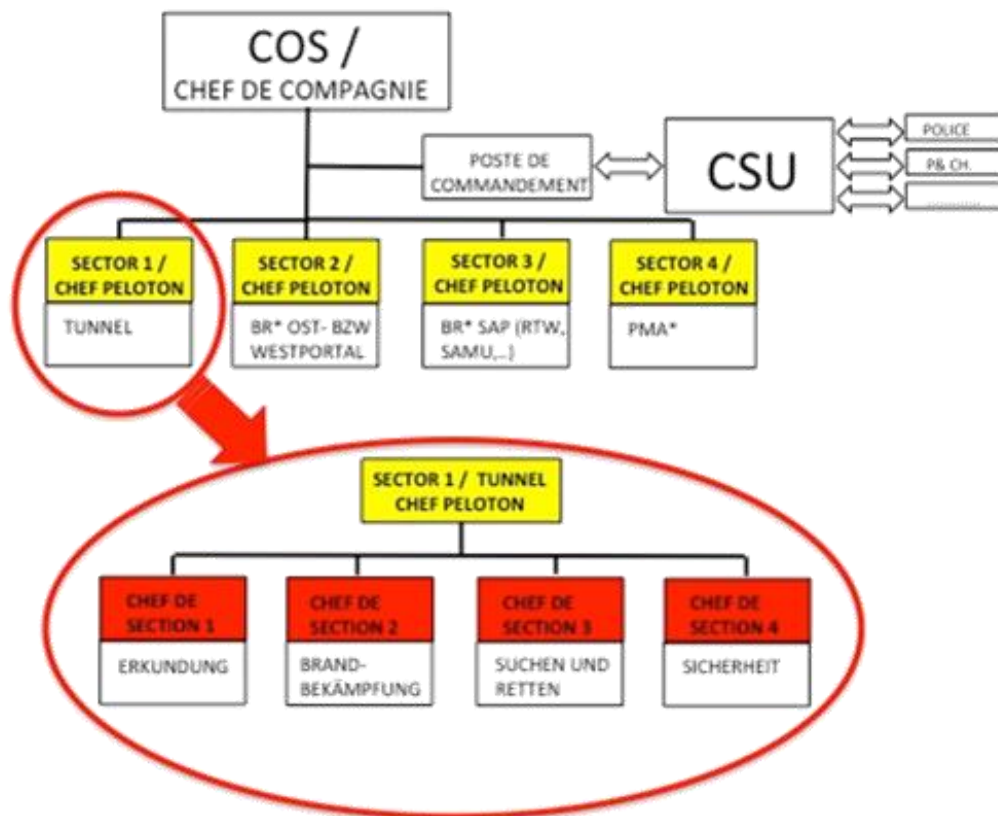 COS /
CHEF DE COMPAGNIE
POSTE DE
COMMANDEMENT
CSU
POLICE
P& CH.
SECTOR 1 /
CHEF PELOTON
TUNNEL
SECTOR 2 /
CHEF PELOTON
BR* OST- BZW
WESTPORTAL
SECTOR 3 /
CHEF PELOTON
BR* SAP (RTW,
SAMU,..)
SECTOR 4 /
CHEF PELOTON
PMA*
SECTOR 1 / TUNNEL
CHEF PELOTON
CHEF DE
SECTION 1
ERKUNDUNG
CHEF DE
SECTION 2
BRAND-
BEKÄMPFUNG
CHEF DE
SECTION 3
SUCHEN UND
RETTEN
CHEF DE
SECTION 4
SICHERHEIT